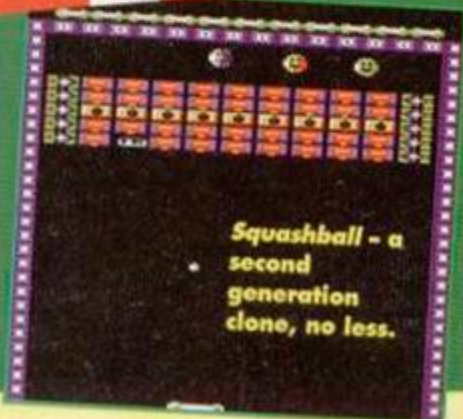 Squashball – a
second
generation
clone, no less.